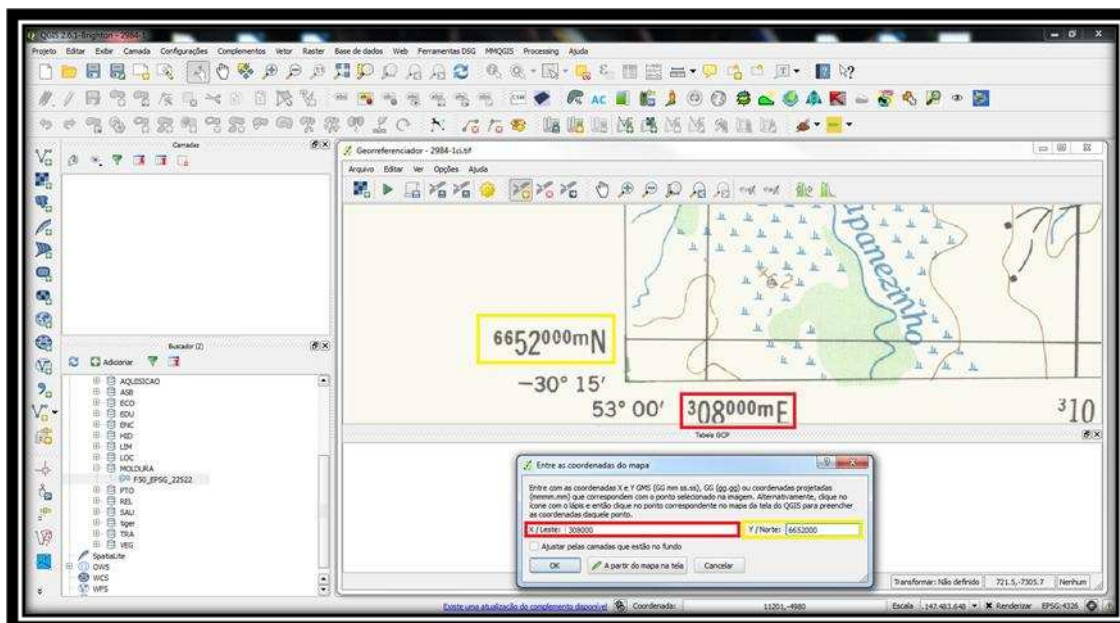 QGIS 2.6.1-Brighton - 2984-1
Projeto Editar Exibir Camada Configurações Complementos Vetor Raster Base de dados Web Ferramentas DSG MMQGIS Processing Ajuda
CSW
AC
Camadas
Georreferenciador - 2984-1ci.tif
Arquivo Editar Ver Opções Ajuda
apanezinho
6652000mN
-30° 15'
53° 00' 308000mE 310
Buscador (2)
Adicionar
AQUISICAO
ASB
ECO
EDU
ENC
HID
LIM
LOC
MOLDURA
F50_EPSG_22522
PTO
REL
SAU
tiger
TRA
VEG
SpatiaLite
OWS
WCS
WFS
Tabela GCP
Entre as coordenadas do mapa
Entre com as coordenadas X e Y GMS (GG mm ss.ss), GG (gg.gg) ou coordenadas projetadas
(mmmm.mm) que correspondem com o ponto selecionado na imagem. Alternativamente, clique no
ícone com o lápis e então clique no ponto correspondente no mapa da tela do QGIS para preencher
as coordenadas daquele ponto.
X / Leste: 308000 Y / Norte: 6652000
Ajustar pelas camadas que estão no fundo
OK A partir do mapa na tela Cancelar
Transformar: Não definido 721.5,-7305.7 Nenhum
Existe uma atualização do complemento disponível Coordenada: 11201,-4980 Escala Renderizar EPSG:4326